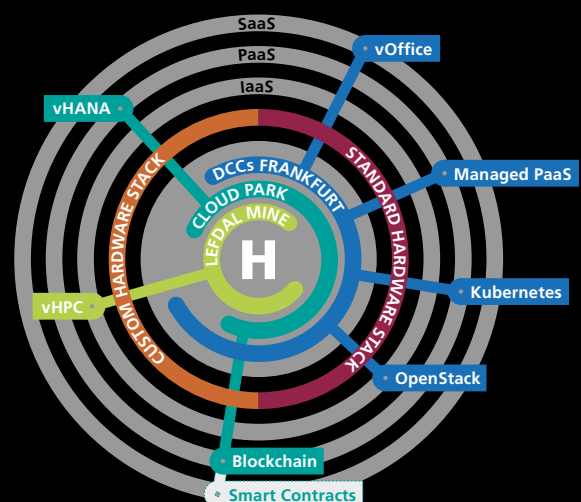 SaaS
PaaS
IaaS
vOffice
vHANA
Managed PaaS
Kubernetes
OpenStack
vHPC
Blockchain
Smart Contracts
CUSTOM HARDWARE STACK
STANDARD HARDWARE STACK
DCCs FRANKFURT
CLOUD PARK
LEFDAL MINE
H